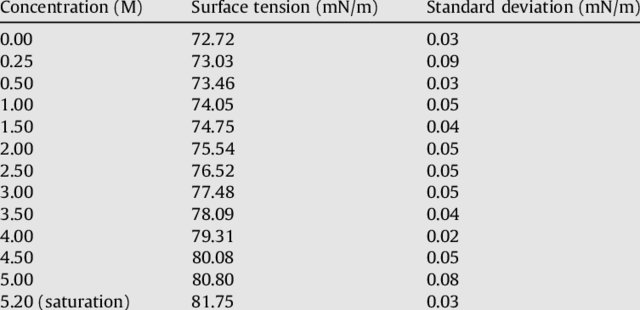 Concentration (M) Surface tension (mN/m) Standard deviation (mN/m)
0.00 72.72 0.03
0.25 73.03 0.09
0.50 73.46 0.03
1.00 74.05 0.05
1.50 74.75 0.04
2.00 75.54 0.05
2.50 76.52 0.05
3.00 77.48 0.05
3.50 78.09 0.04
4.00 79.31 0.02
4.50 80.08 0.05
5.00 80.80 0.08
5.20 (saturation) 81.75 0.03